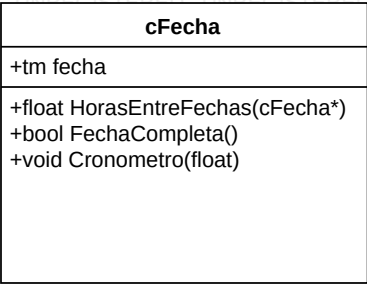 cFecha
+tm fecha
+float HorasEntreFechas(cFecha*)
+bool FechaCompleta()
+void Cronometro(float)